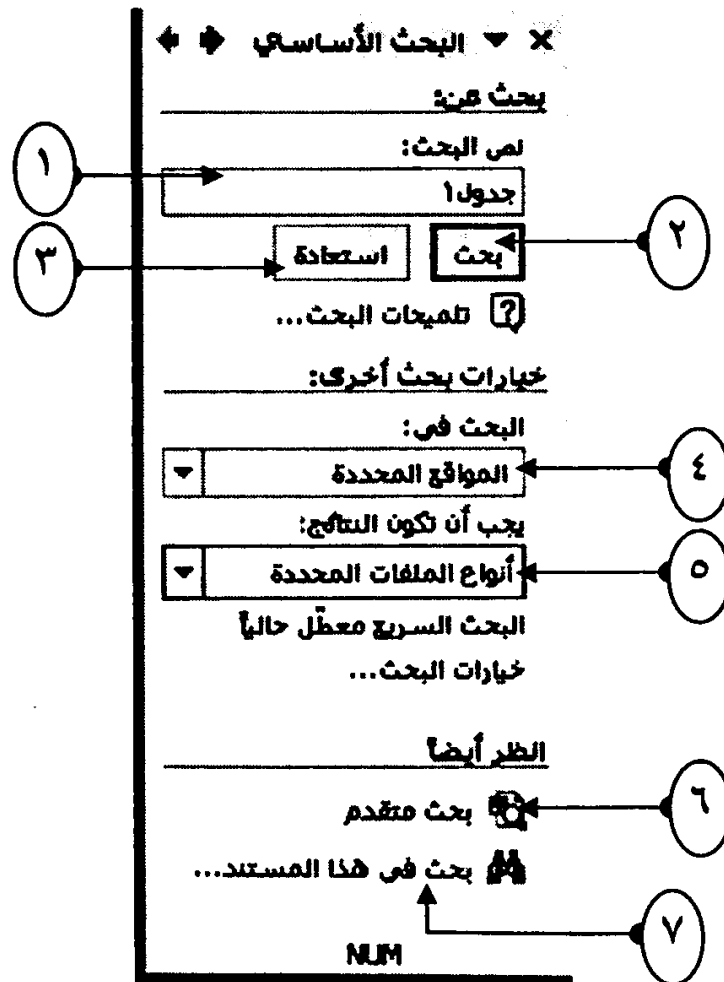 البحث الأساسي
بحث عن:
نص البحث:
١
جدول١
٢
بحث
استعادة
٣
تلميحات البحث...
خيارات بحث أخرى:
البحث في:
المواقع المحددة
٤
يجب أن تكون النتائج:
أنواع الملفات المحددة
٥
البحث السريع معطّل حالياً
خيارات البحث...
انظر أيضاً
بحث متقدم
٦
بحث في هذا المستند...
٧
NUM